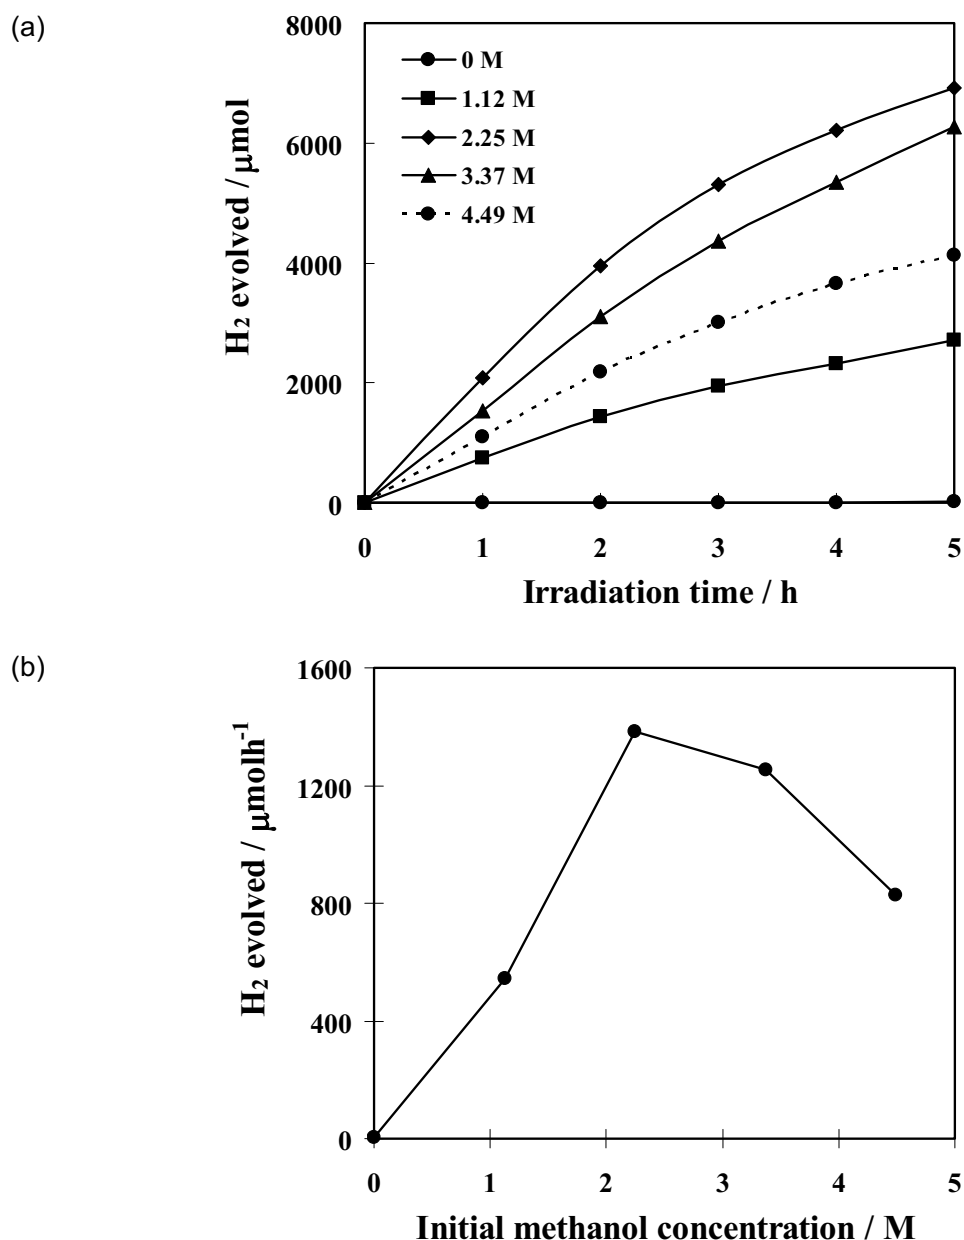 (a)
8000
6000
4000
2000
0
H₂ evolved / μmol
0 M
1.12 M
2.25 M
3.37 M
4.49 M
0 1 2 3 4 5
Irradiation time / h
(b)
1600
1200
800
400
0
H₂ evolved / μmolh⁻¹
0 1 2 3 4 5
Initial methanol concentration / M